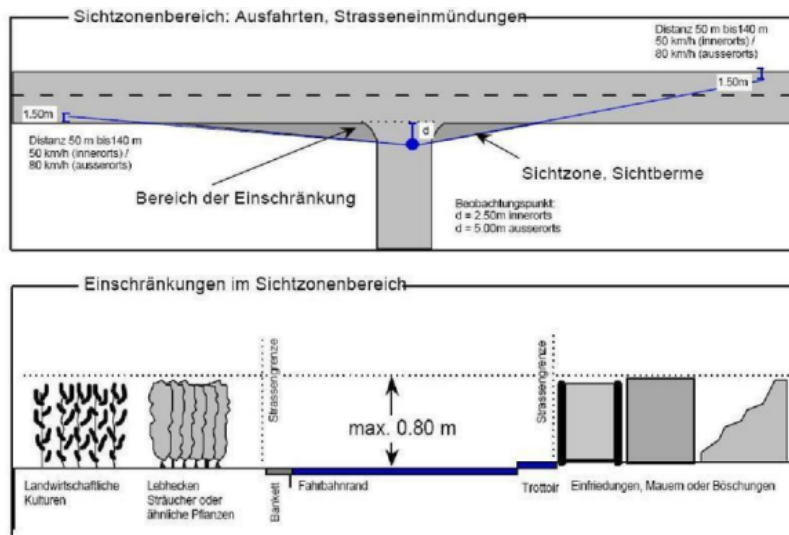 Sichtzonenbereich: Ausfahrten, Strasseneinmündungen
Distanz 50 m bis140 m
50 km/h (innerorts) /
80 km/h (ausserorts)
1.50m
1.50m
d
Distanz 50 m bis140 m
50 km/h (innerorts) /
80 km/h (ausserorts)
Bereich der Einschränkung
Sichtzone, Sichtberme
Beobachtungspunkt:
d = 2.50m innerorts
d = 5.00m ausserorts
Einschränkungen im Sichtzonenbereich
Strassengrenze
Strassengrenze
max. 0.80 m
Landwirtschaftliche
Kulturen
Lebhecken
Sträucher oder
ähnliche Pflanzen
Bankett
Fahrbahnrand
Trottoir
Einfriedungen, Mauern oder Böschungen